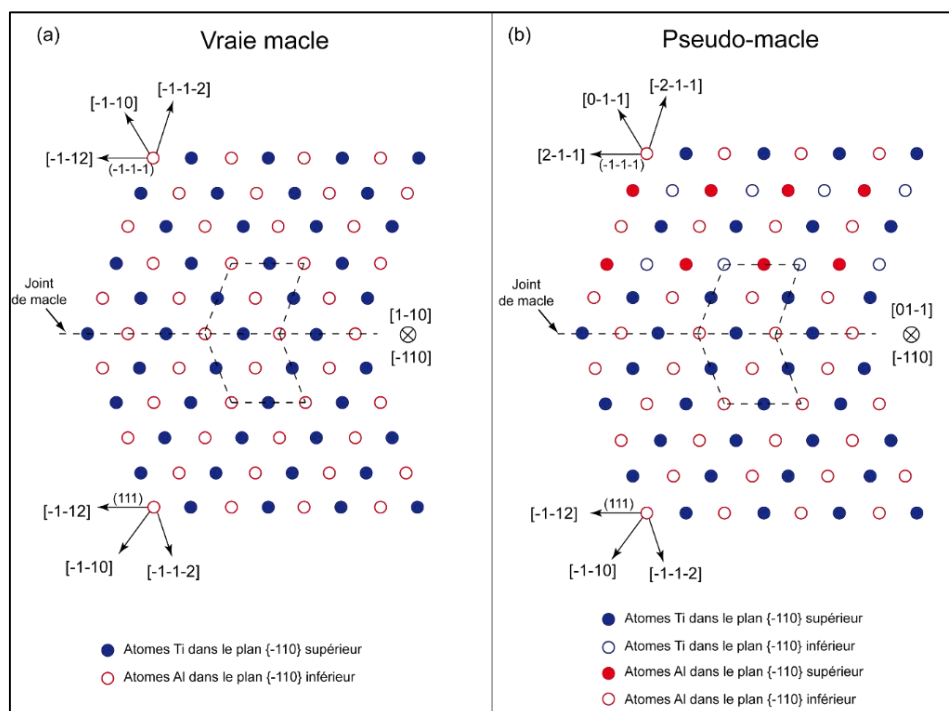 (a)
Vraie macle
[-1-10]
[-1-1-2]
[-1-12]
(-1-1-1)
Joint
de macle
[1-10]
[-110]
(111)
[-1-12]
[-1-10]
[-1-1-2]
Atomes Ti dans le plan {-110} supérieur
Atomes Al dans le plan {-110} inférieur
(b)
Pseudo-macle
[0-1-1]
[-2-1-1]
[2-1-1]
(-1-1-1)
Joint
de macle
[01-1]
[-110]
(111)
[-1-12]
[-1-10]
[-1-1-2]
Atomes Ti dans le plan {-110} supérieur
Atomes Ti dans le plan {-110} inférieur
Atomes Al dans le plan {-110} supérieur
Atomes Al dans le plan {-110} inférieur